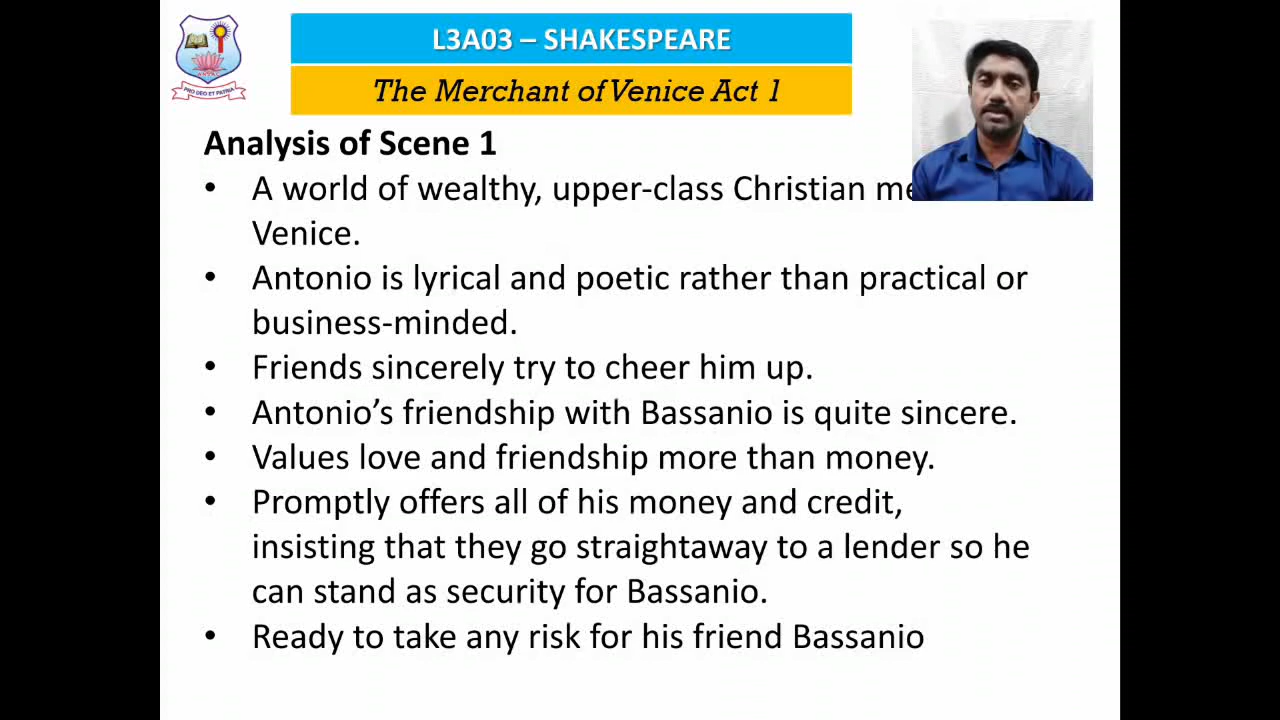 L3A03 – SHAKESPEARE
The Merchant of Venice Act 1
PRO DEO ET PATRIA
Analysis of Scene 1
• A world of wealthy, upper-class Christian
Venice.
• Antonio is lyrical and poetic rather than practical or
business-minded.
• Friends sincerely try to cheer him up.
• Antonio’s friendship with Bassanio is quite sincere.
• Values love and friendship more than money.
• Promptly offers all of his money and credit,
insisting that they go straightaway to a lender so he
can stand as security for Bassanio.
• Ready to take any risk for his friend Bassanio